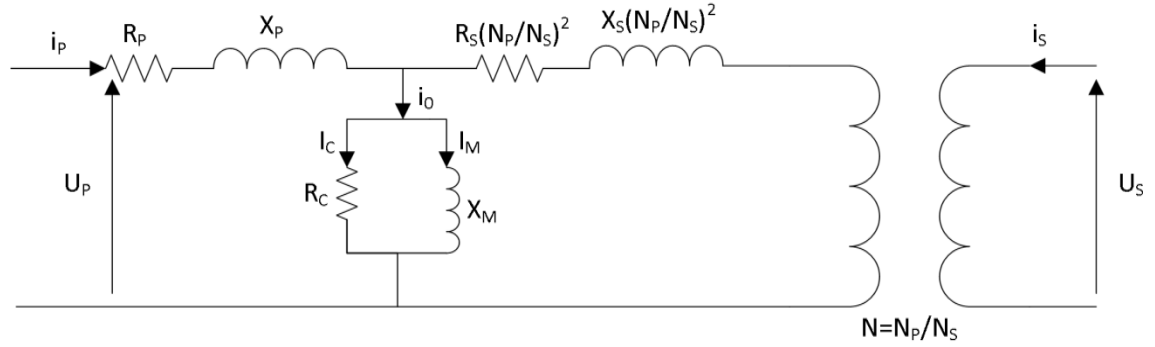 i_P
R_P
X_P
R_S(N_P/N_S)^2
X_S(N_P/N_S)^2
i_S
i_0
I_C
I_M
U_P
R_C
X_M
U_S
N=N_P/N_S